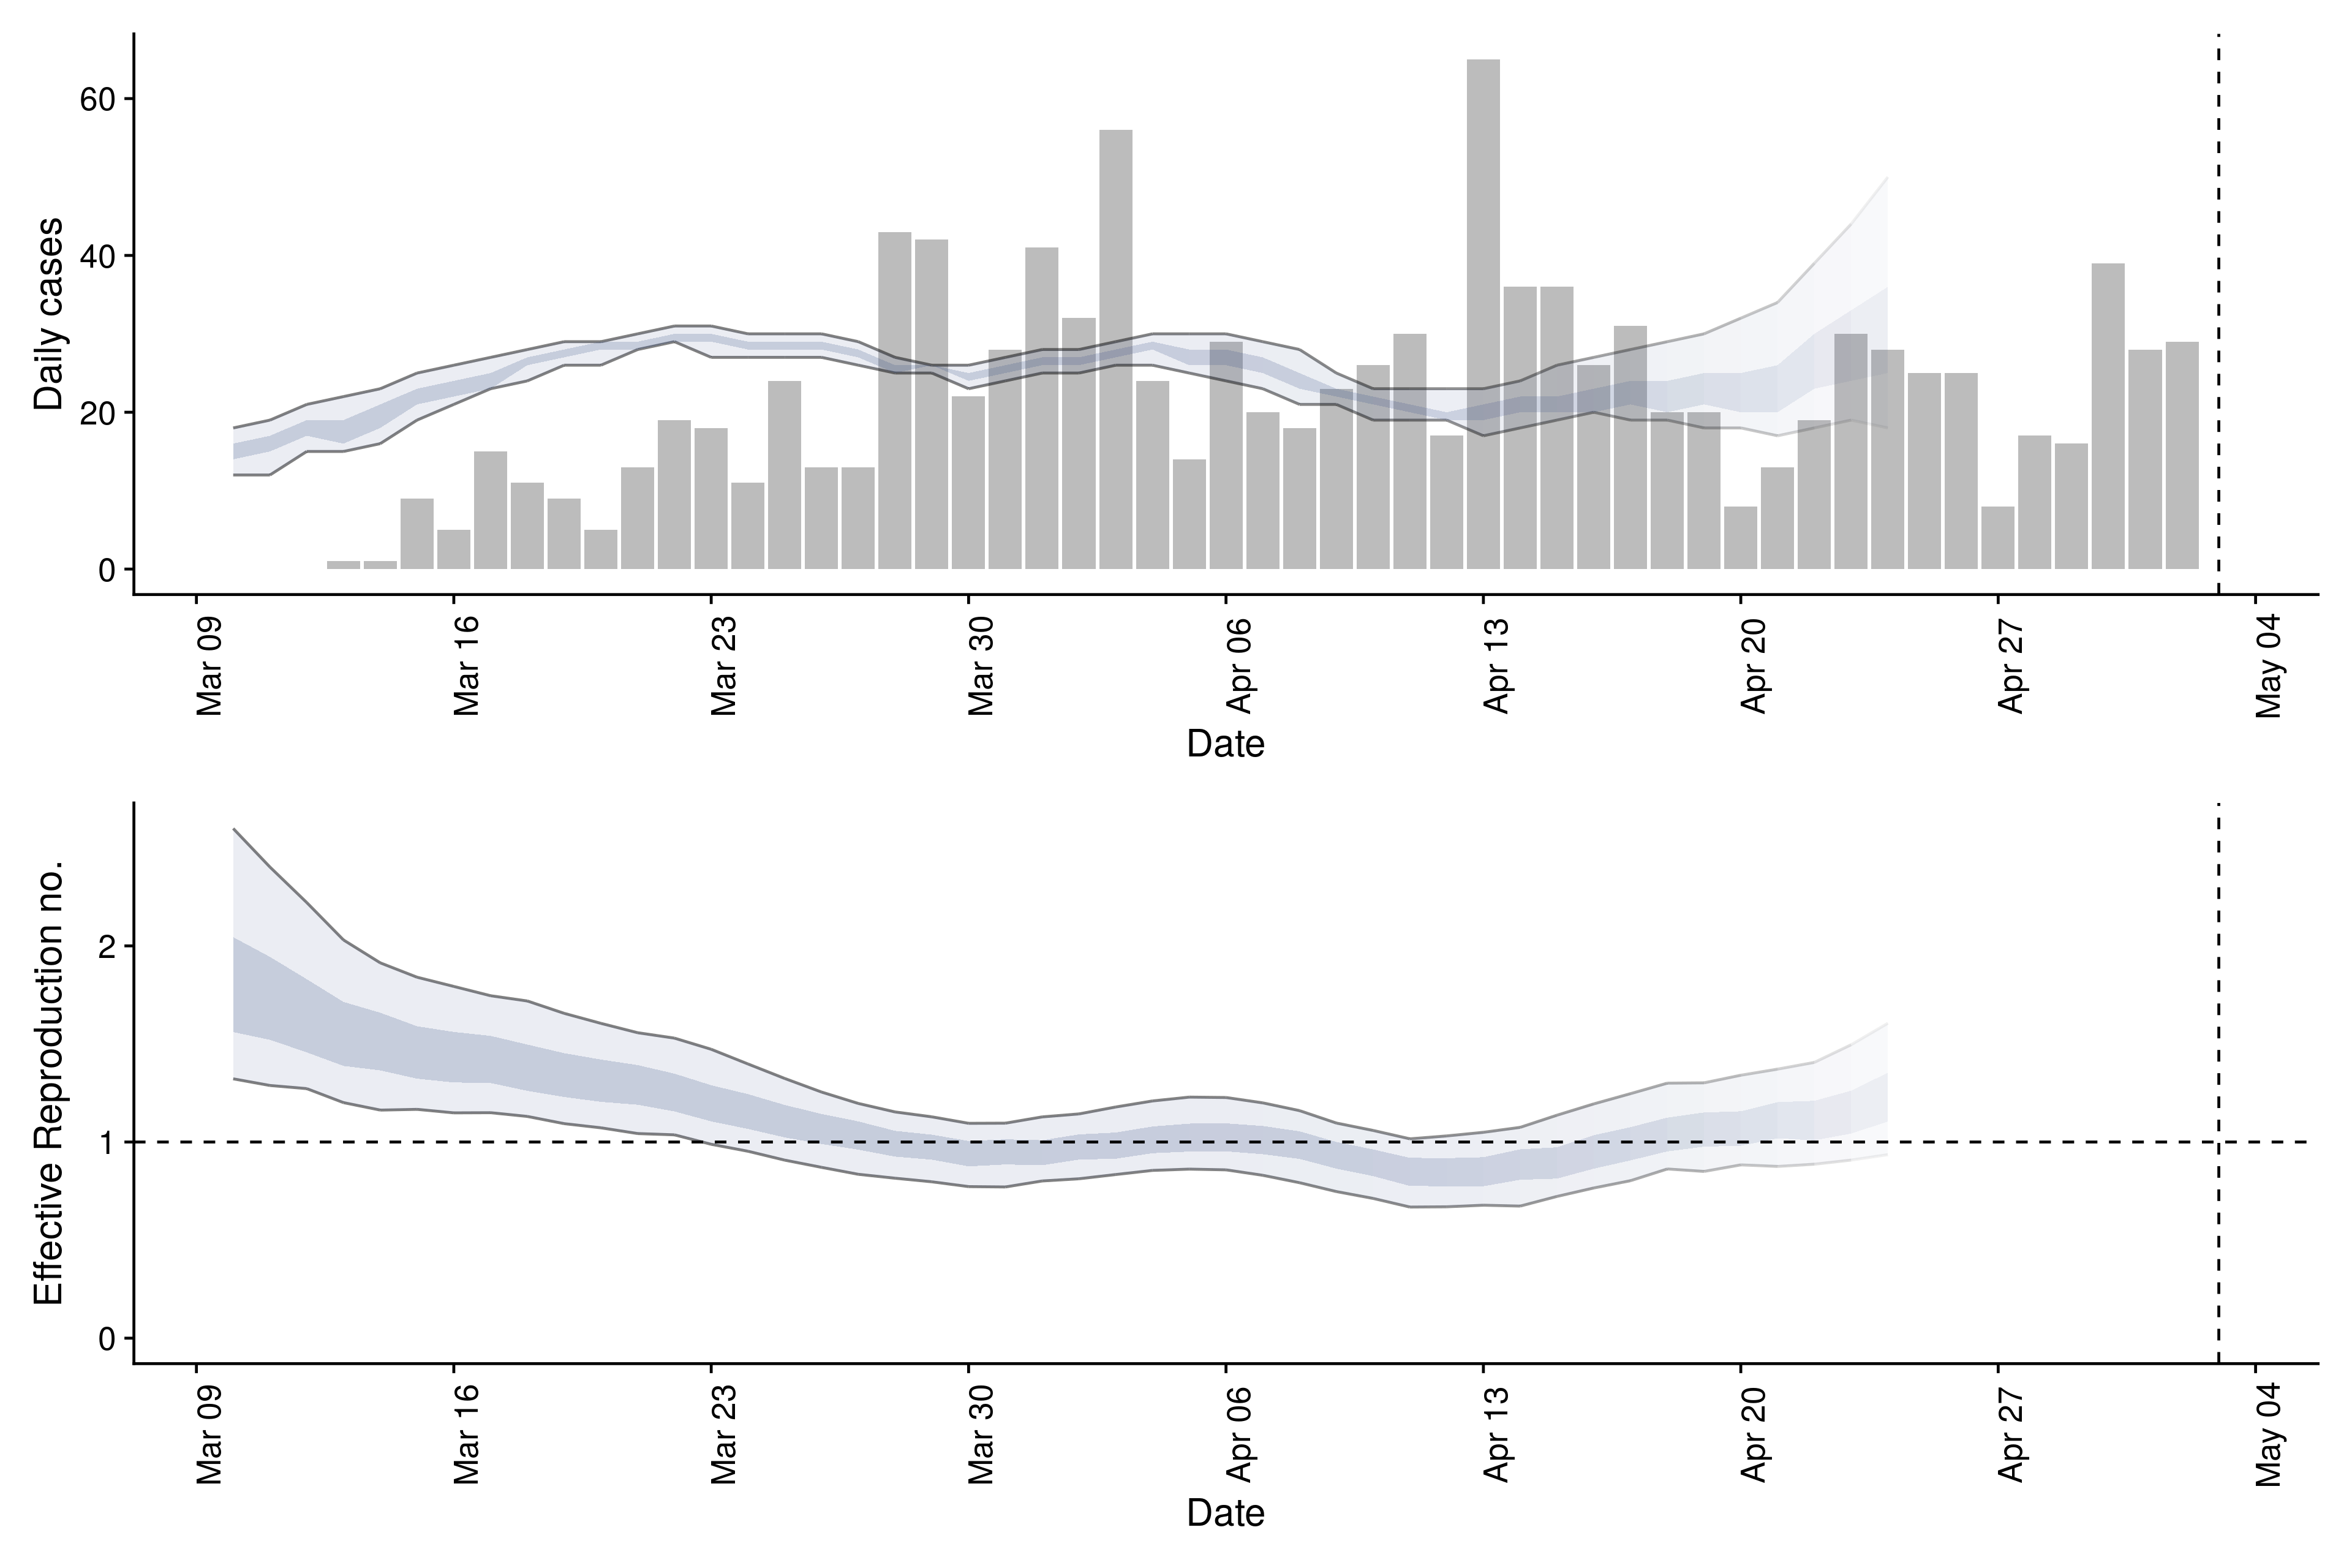 Daily cases
60
40
20
0
Mar 09
Mar 16
Mar 23
Mar 30
Apr 06
Apr 13
Apr 20
Apr 27
May 04
Date
Effective Reproduction no.
2
1
0
Mar 09
Mar 16
Mar 23
Mar 30
Apr 06
Apr 13
Apr 20
Apr 27
May 04
Date